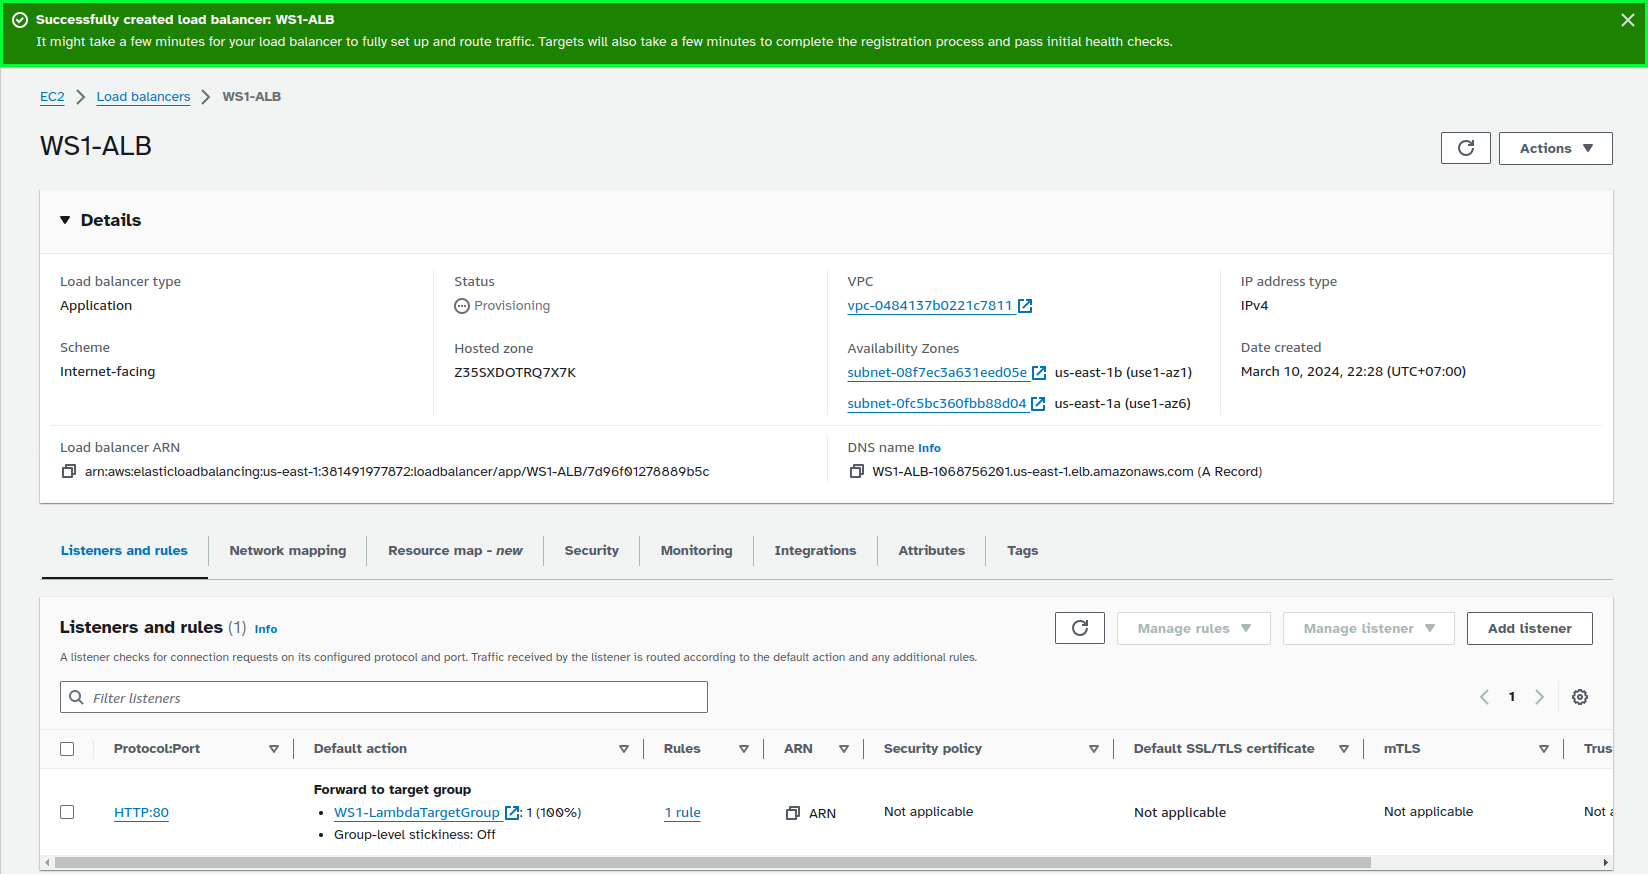 Successfully created load balancer: WS1-ALB
It might take a few minutes for your load balancer to fully set up and route traffic. Targets will also take a few minutes to complete the registration process and pass initial health checks.
EC2 > Load balancers > WS1-ALB
WS1-ALB
Actions
Details
Load balancer type
Application
Status
Provisioning
VPC
vpc-0484137b0221c7811
IP address type
IPv4
Scheme
Internet-facing
Hosted zone
Z35SXDOTRQ7X7K
Availability Zones
subnet-08f7ec3a631eed05e us-east-1b (use1-az1)
subnet-0fc5bc360fbb88d04 us-east-1a (use1-az6)
Date created
March 10, 2024, 22:28 (UTC+07:00)
Load balancer ARN
arn:aws:elasticloadbalancing:us-east-1:381491977872:loadbalancer/app/WS1-ALB/7d96f01278889b5c
DNS name Info
WS1-ALB-1068756201.us-east-1.elb.amazonaws.com (A Record)
Listeners and rules Network mapping Resource map - new Security Monitoring Integrations Attributes Tags
Listeners and rules (1) Info
Manage rules Manage listener Add listener
A listener checks for connection requests on its configured protocol and port. Traffic received by the listener is routed according to the default action and any additional rules.
Filter listeners
1
Protocol:Port Default action Rules ARN Security policy Default SSL/TLS certificate mTLS Trus
HTTP:80
Forward to target group
• WS1-LambdaTargetGroup : 1 (100%)
• Group-level stickiness: Off
1 rule ARN Not applicable Not applicable Not applicable Not a